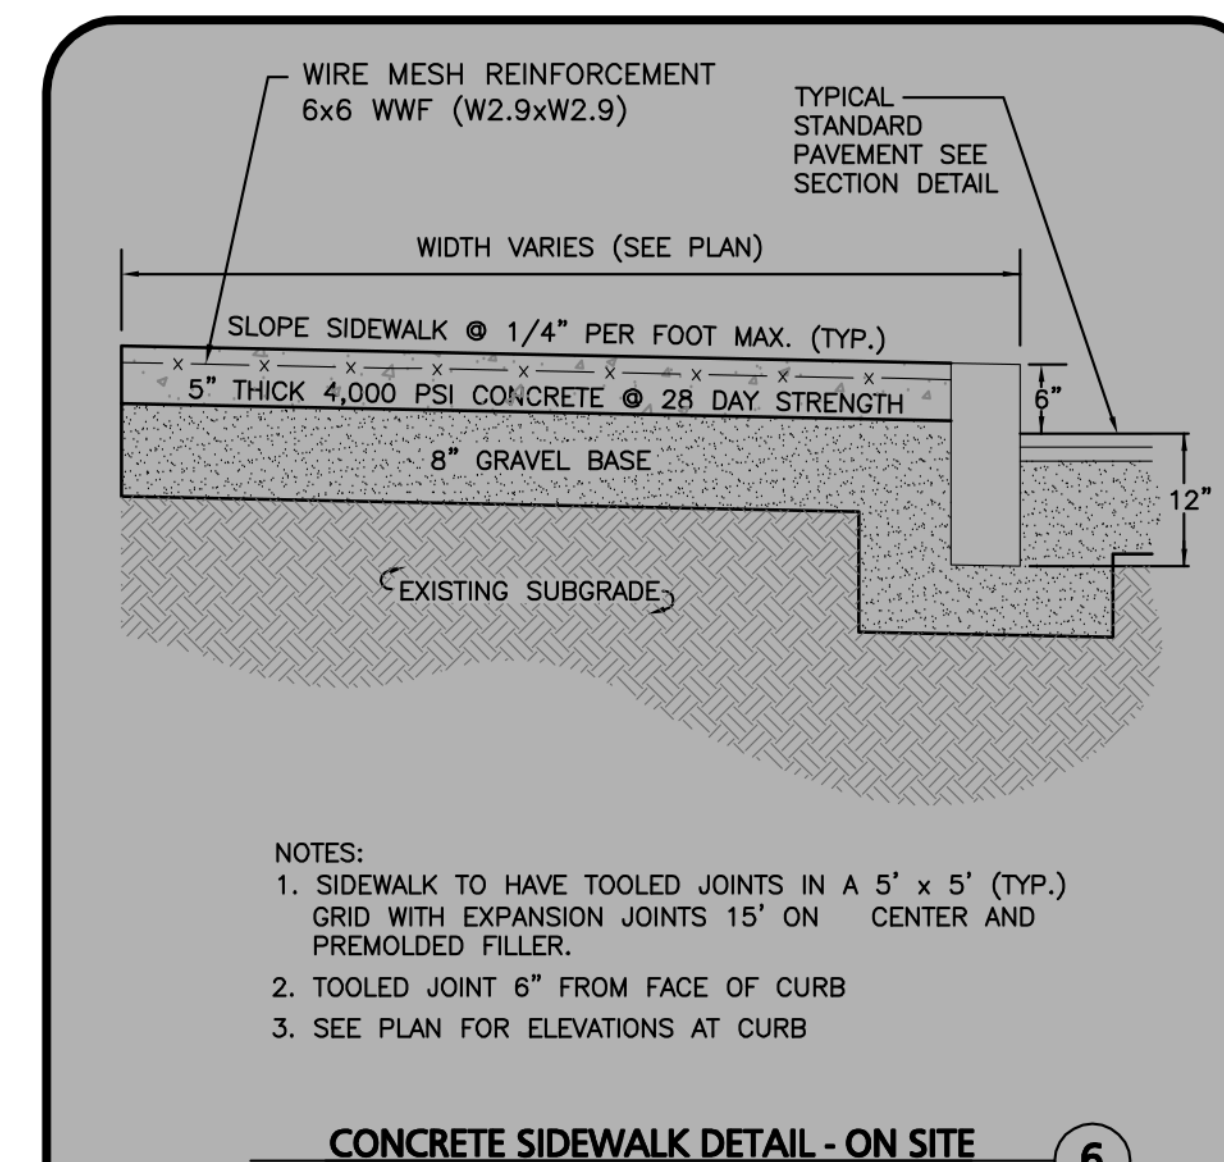 WIRE MESH REINFORCEMENT
6x6 WWF (W2.9xW2.9)
TYPICAL
STANDARD
PAVEMENT SEE
SECTION DETAIL
WIDTH VARIES (SEE PLAN)
SLOPE SIDEWALK @ 1/4" PER FOOT MAX. (TYP.)
5" THICK 4,000 PSI CONCRETE @ 28 DAY STRENGTH
6"
8" GRAVEL BASE
12"
EXISTING SUBGRADE
NOTES:
1. SIDEWALK TO HAVE TOOLED JOINTS IN A 5' x 5' (TYP.)
GRID WITH EXPANSION JOINTS 15' ON CENTER AND
PREMOLDED FILLER.
2. TOOLED JOINT 6" FROM FACE OF CURB
3. SEE PLAN FOR ELEVATIONS AT CURB
CONCRETE SIDEWALK DETAIL - ON SITE
6